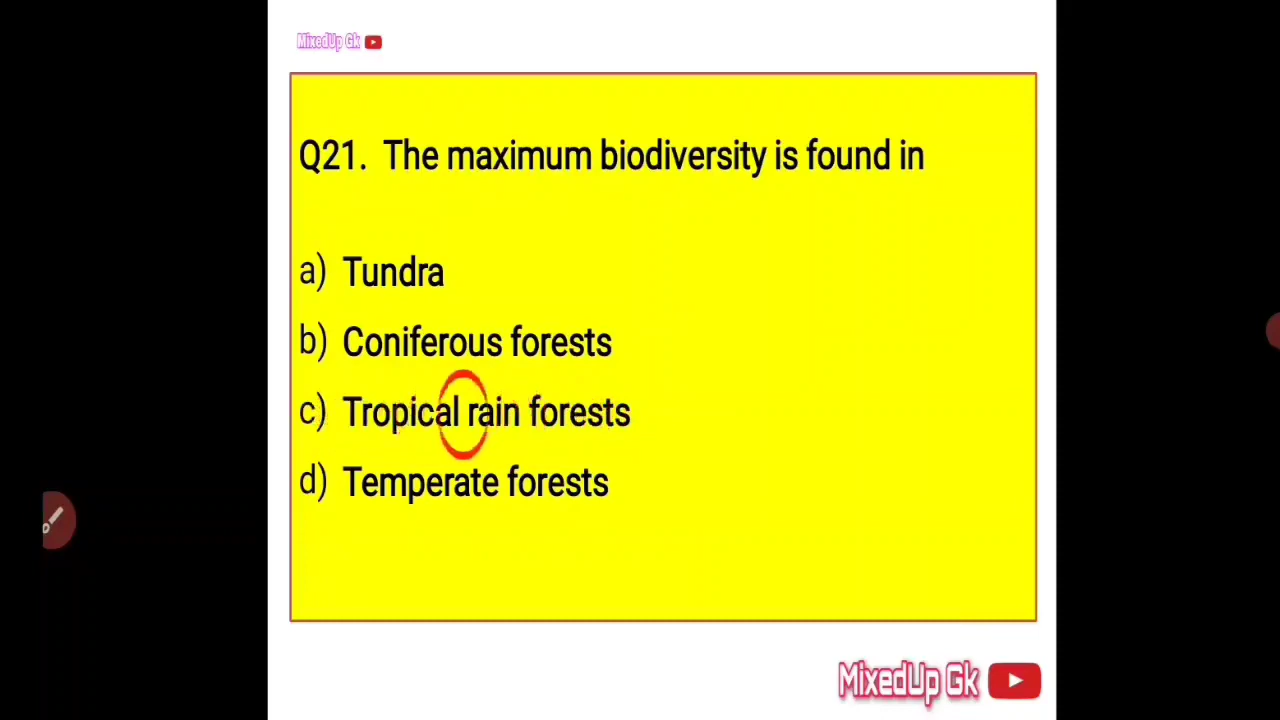 MixedUp Gk
Q21. The maximum biodiversity is found in
a) Tundra
b) Coniferous forests
c) Tropical rain forests
d) Temperate forests
MixedUp Gk